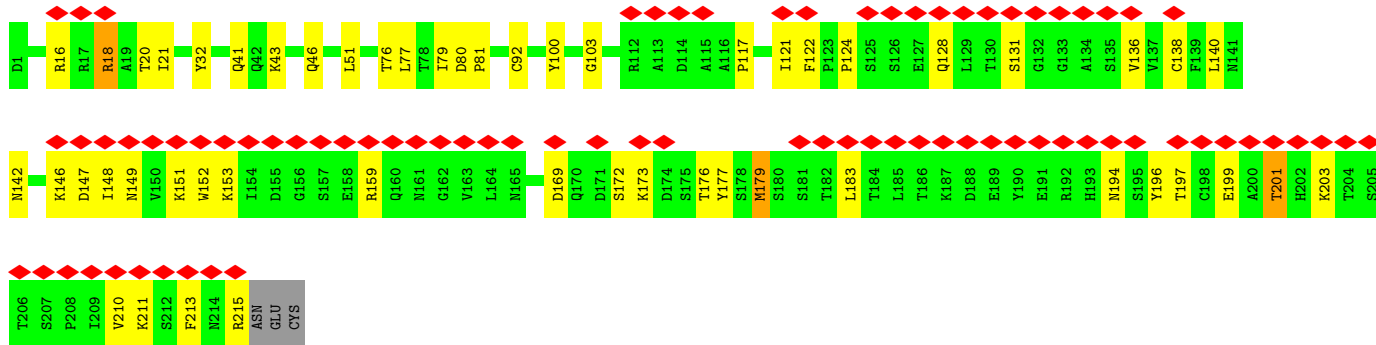 D1 R16 R17 R18 A19 T20 I21 Y32 Q41 Q42 K43 Q46 L51 T76 L77 T78 I79 D80 P81 C92 Y100 G103 R112 A113 D114 A115 A116 P117 I121 F122 P123 P124 S125 S126 E127 Q128 L129 T130 S131 G132 G133 A134 S135 V136 V137 C138 F139 L140 N141
N142 K146 D147 I148 N149 V150 K151 W152 K153 I154 D155 G156 S157 E158 R159 Q160 N161 G162 V163 L164 N165 D169 Q170 D171 S172 K173 D174 S175 T176 Y177 S178 M179 S180 S181 T182 L183 T184 L185 T186 K187 D188 E189 Y190 E191 R192 H193 N194 S195 Y196 T197 C198 E199 A200 T201 H202 K203 T204 S205
T206 S207 P208 I209 V210 K211 S212 F213 N214 R215 ASN GLU CYS